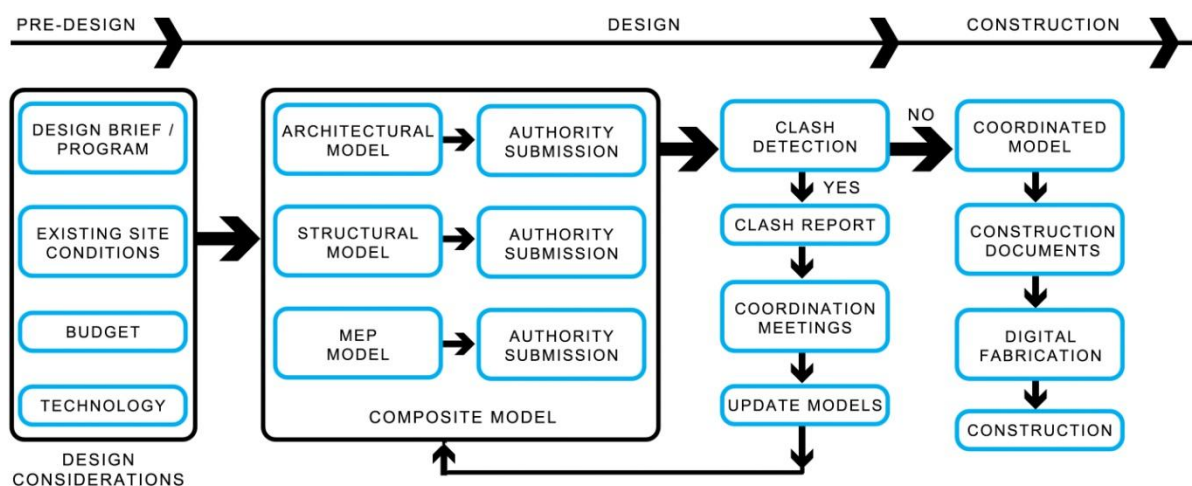 PRE-DESIGN
DESIGN
CONSTRUCTION
DESIGN BRIEF /
PROGRAM
EXISTING SITE
CONDITIONS
BUDGET
TECHNOLOGY
DESIGN
CONSIDERATIONS
ARCHITECTURAL
MODEL
AUTHORITY
SUBMISSION
STRUCTURAL
MODEL
AUTHORITY
SUBMISSION
MEP
MODEL
AUTHORITY
SUBMISSION
COMPOSITE MODEL
CLASH
DETECTION
NO
YES
CLASH REPORT
COORDINATION
MEETINGS
UPDATE MODELS
COORDINATED
MODEL
CONSTRUCTION
DOCUMENTS
DIGITAL
FABRICATION
CONSTRUCTION